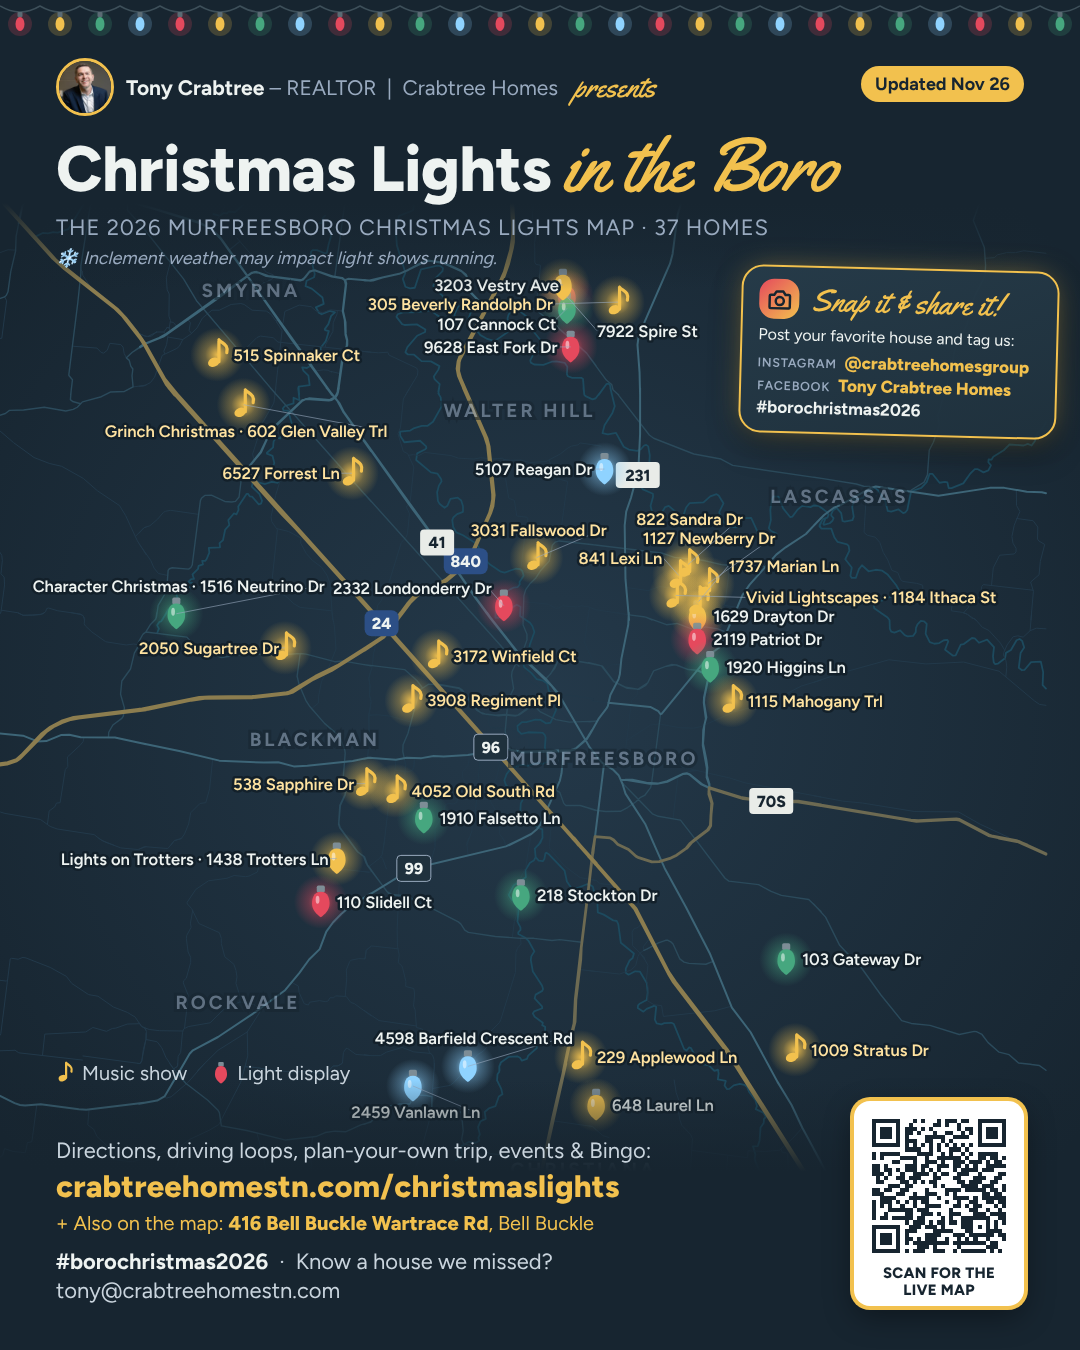 Tony Crabtree – REALTOR | Crabtree Homes presents
Updated Nov 26
Christmas Lights in the Boro
THE 2026 MURFREESBORO CHRISTMAS LIGHTS MAP · 37 HOMES
❄️ Inclement weather may impact light shows running.
Snap it & share it!
Post your favorite house and tag us:
INSTAGRAM @crabtreehomesgroup
FACEBOOK Tony Crabtree Homes
#borochristmas2026
SMYRNA
3203 Vestry Ave
305 Beverly Randolph Dr
107 Cannock Ct
7922 Spire St
9628 East Fork Dr
515 Spinnaker Ct
WALTER HILL
Grinch Christmas · 602 Glen Valley Trl
6527 Forrest Ln
5107 Reagan Dr
231
LASCASSAS
822 Sandra Dr
3031 Fallswood Dr
1127 Newberry Dr
41
840
841 Lexi Ln
1737 Marian Ln
Character Christmas · 1516 Neutrino Dr
2332 Londonderry Dr
Vivid Lightscapes · 1184 Ithaca St
1629 Drayton Dr
24
2119 Patriot Dr
2050 Sugartree Dr
3172 Winfield Ct
1920 Higgins Ln
3908 Regiment Pl
1115 Mahogany Trl
BLACKMAN
96
MURFREESBORO
538 Sapphire Dr
4052 Old South Rd
70S
1910 Falsetto Ln
Lights on Trotters · 1438 Trotters Ln
99
110 Slidell Ct
218 Stockton Dr
103 Gateway Dr
ROCKVALE
4598 Barfield Crescent Rd
229 Applewood Ln
1009 Stratus Dr
Music show
Light display
2459 Vanlawn Ln
648 Laurel Ln
Directions, driving loops, plan-your-own trip, events & Bingo:
crabtreehomestn.com/christmaslights
+ Also on the map: 416 Bell Buckle Wartrace Rd, Bell Buckle
#borochristmas2026 · Know a house we missed?
tony@crabtreehomestn.com
SCAN FOR THE
LIVE MAP